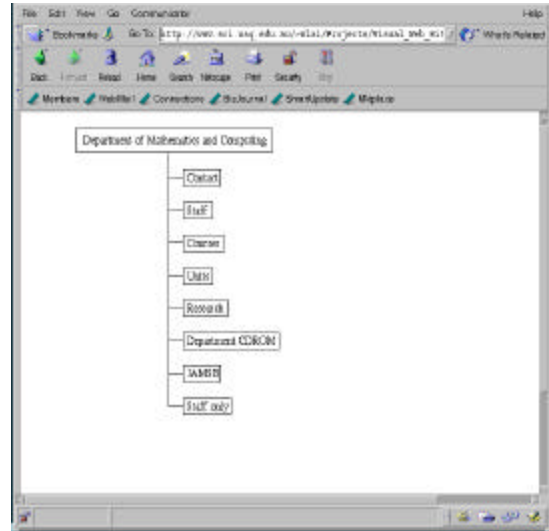 File Edit View Go Communicator Help
Bookmarks Go To: What's Related
Back Forward Reload Home Search Netscape Print Security Stop
Members WebMail Connections BizJournal SmartUpdate Mktplace
Department of Mathematics and Computing
Contact
Staff
Courses
Units
Research
Department CDROM
Staff only